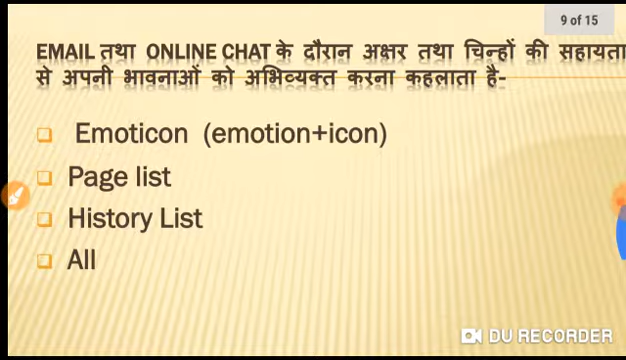 9 of 15
EMAIL तथा ONLINE CHAT के दौरान अक्षर तथा चिन्हों की सहायता
से अपनी भावनाओं को अभिव्यक्त करना कहलाता है-
Emoticon (emotion+icon)
Page list
History List
All
DU RECORDER